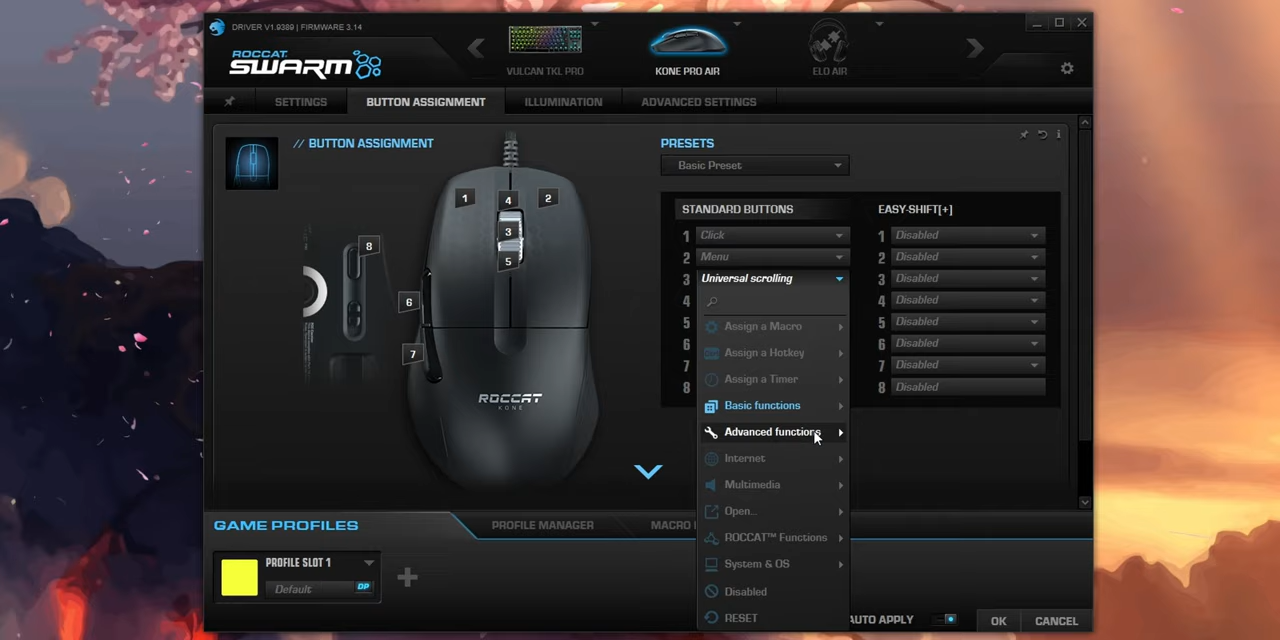 DRIVER V1.9389 | FIRMWARE 3.14
ROCCAT
SWARM
VULCAN TKL PRO
KONE PRO AIR
ELO AIR
SETTINGS
BUTTON ASSIGNMENT
ILLUMINATION
ADVANCED SETTINGS
// BUTTON ASSIGNMENT
1
4
2
3
8
5
6
7
ROCCAT
KONE
PRESETS
Basic Preset
STANDARD BUTTONS
1 Click
2 Menu
3 Universal scrolling
4
5
6
7
8
Assign a Macro
Assign a Hotkey
Assign a Timer
Basic functions
Advanced functions
Internet
Multimedia
Open...
ROCCAT™ Functions
System & OS
Disabled
RESET
EASY-SHIFT[+]
1 Disabled
2 Disabled
3 Disabled
4 Disabled
5 Disabled
6 Disabled
7 Disabled
8 Disabled
GAME PROFILES
PROFILE MANAGER
MACRO
PROFILE SLOT 1
Default
DP
AUTO APPLY
OK
CANCEL